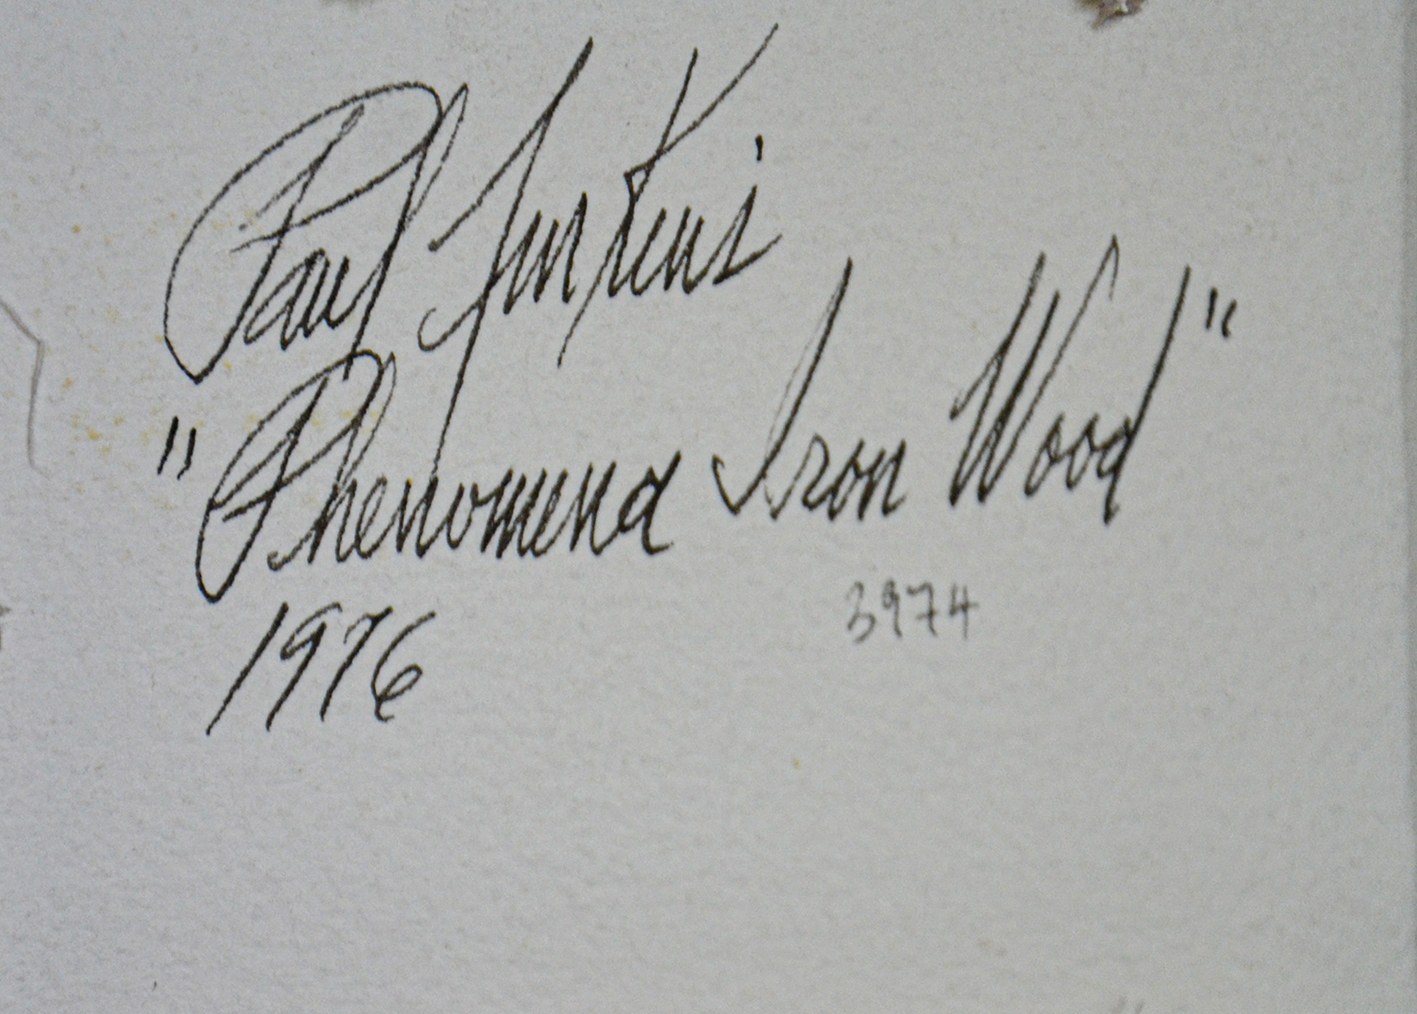 Paul Jenkins
"Phenomena Iron Wood"
1976
3974